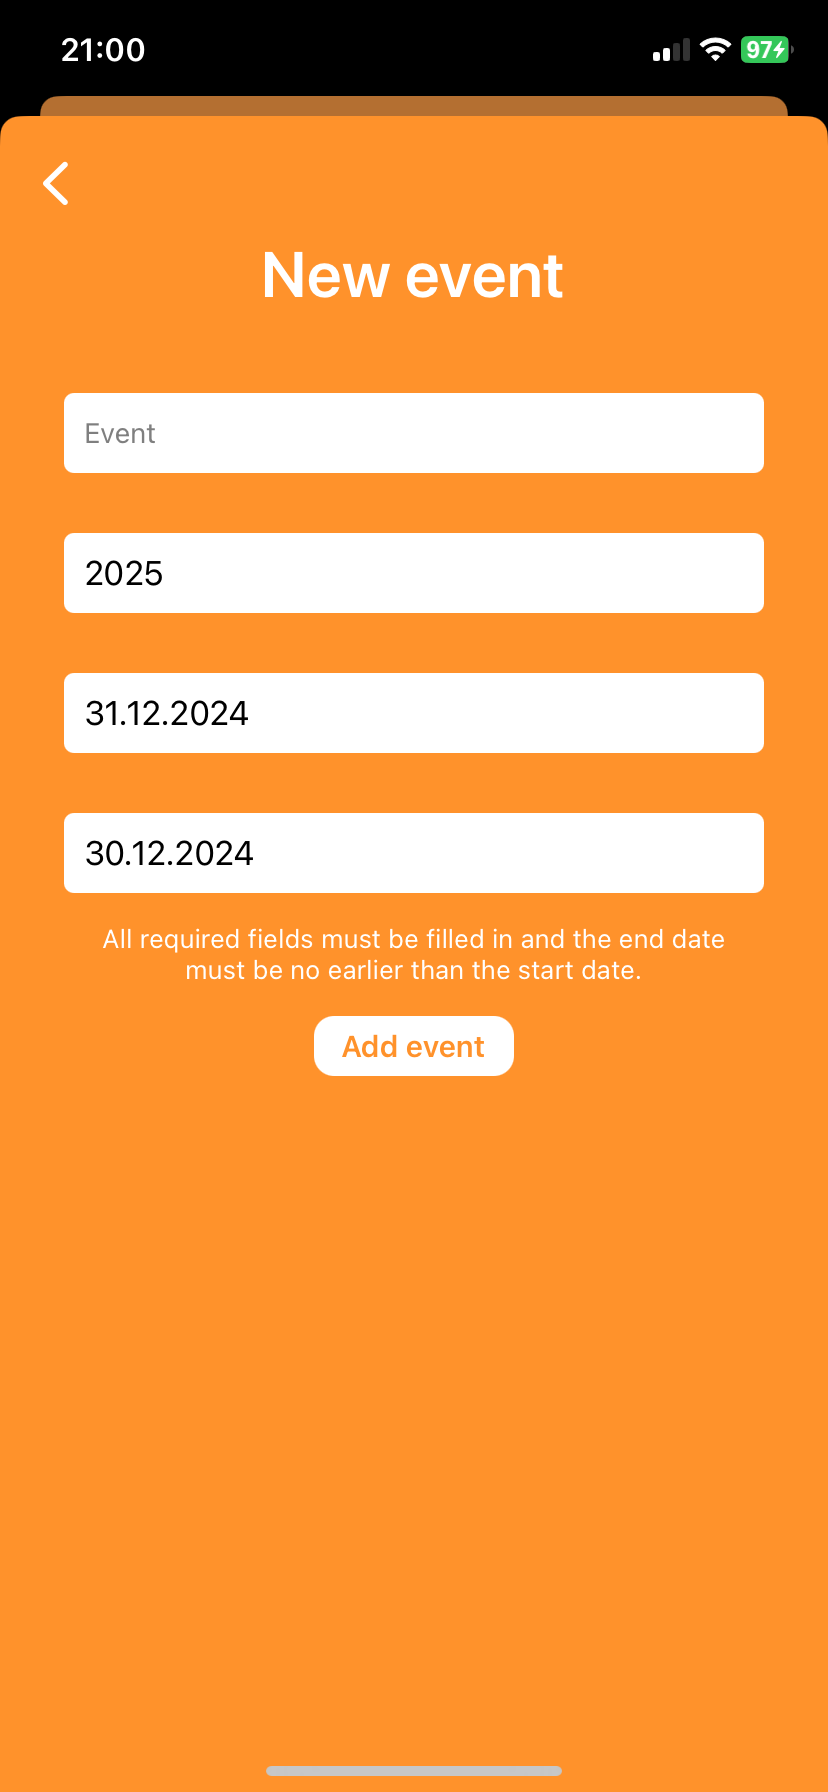 21:00
97
New event
Event
2025
31.12.2024
30.12.2024
All required fields must be filled in and the end date
must be no earlier than the start date.
Add event